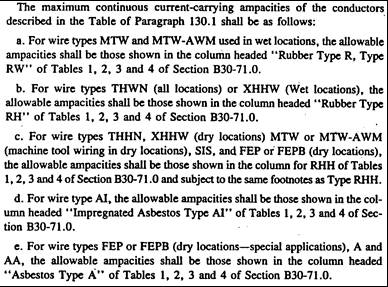 The maximum continuous current-carrying ampacities of the conductors
described in the Table of Paragraph 130.1 shall be as follows:
a. For wire types MTW and MTW-AWM used in wet locations, the allowable
ampacities shall be those shown in the column headed "Rubber Type R, Type
RW" of Tables 1, 2, 3 and 4 of Section B30-71.0.
b. For wire types THWN (all locations) or XHHW (Wet locations), the
allowable ampacities shall be those shown in the column headed "Rubber Type
RH" of Tables 1, 2, 3 and 4 of Section B30-71.0.
c. For wire types THHN, XHHW (dry locations) MTW or MTW-AWM
(machine tool wiring in dry locations), SIS, and FEP or FEPB (dry locations),
the allowable ampacities shall be those shown in the column for RHH of Tables
1, 2, 3 and 4 of Section B30-71.0 and subject to the same footnotes as Type RHH.
d. For wire type AI, the allowable ampacities shall be those shown in the col-
umn headed "Impregnated Asbestos Type AI" of Tables 1, 2, 3 and 4 of Sec-
tion B30-71.0.
e. For wire types FEP or FEPB (dry locations—special applications), A and
AA, the allowable ampacities shall be those shown in the column headed
"Asbestos Type A" of Tables 1, 2, 3 and 4 of Section B30-71.0.